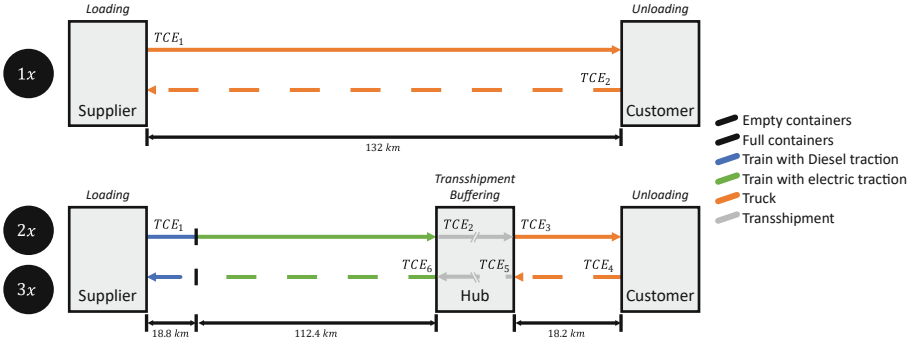 Loading
Unloading
1x
TCE₁
TCE₂
Supplier
Customer
132 km
Empty containers
Full containers
Train with Diesel traction
Train with electric traction
Truck
Transshipment
Loading
Transshipment
Buffering
Unloading
2x
TCE₁
TCE₂
TCE₃
3x
TCE₆
TCE₅
TCE₄
Supplier
Hub
Customer
18.8 km
112.4 km
18.2 km